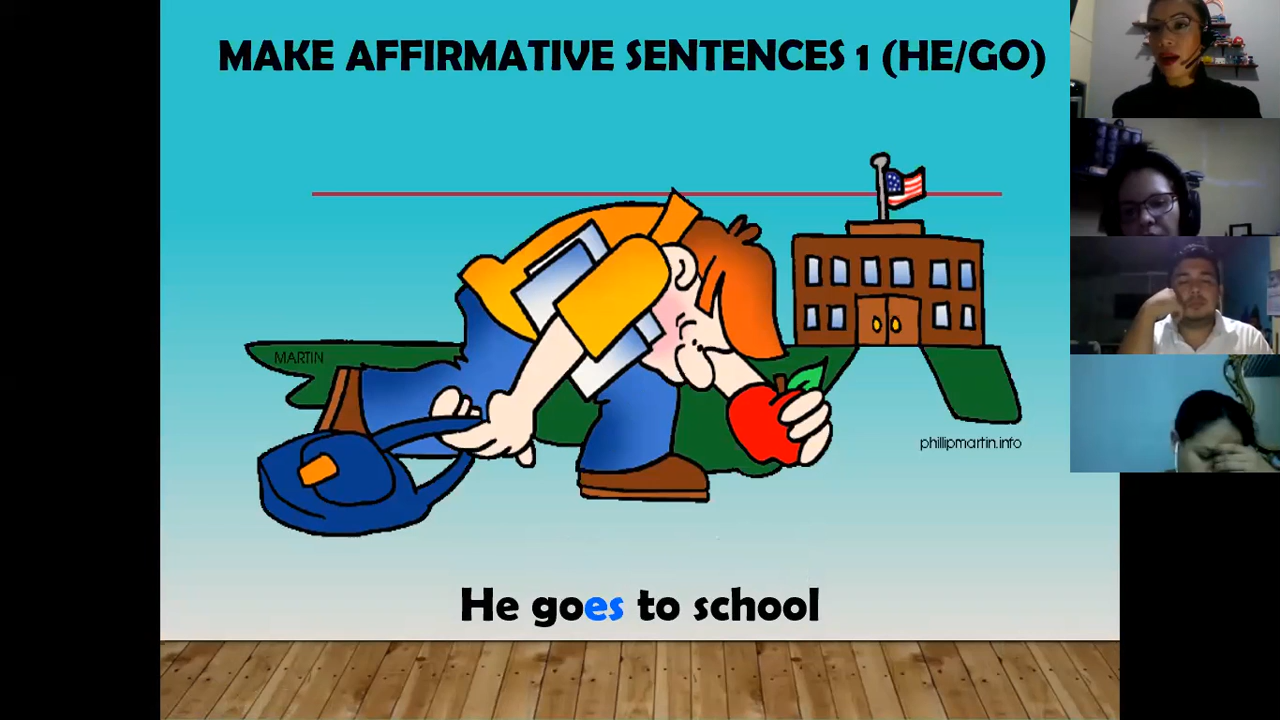 MAKE AFFIRMATIVE SENTENCES 1 (HE/GO)
MARTIN
phillipmartin.info
He goes to school